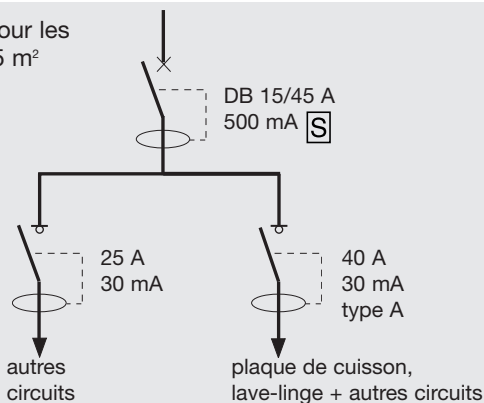 our les
5 m²
DB 15/45 A
500 mA S
25 A
30 mA
40 A
30 mA
type A
autres
circuits
plaque de cuisson,
lave-linge + autres circuits